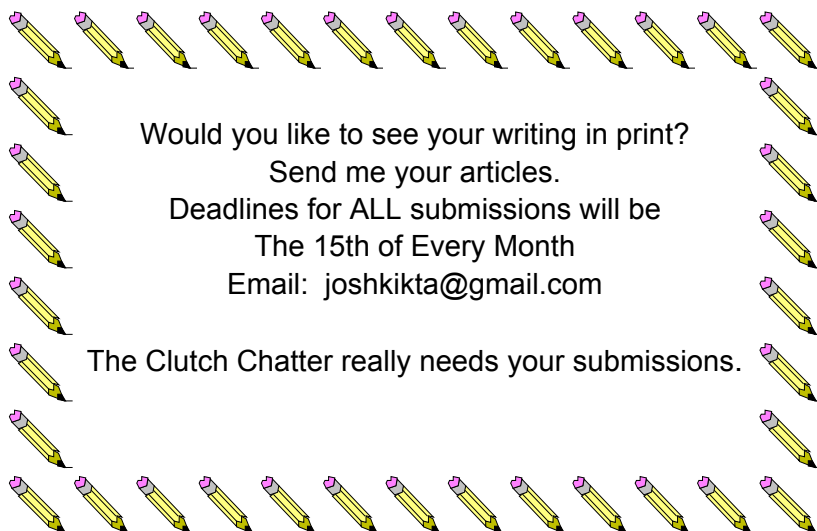 Would you like to see your writing in print?
Send me your articles.
Deadlines for ALL submissions will be
The 15th of Every Month
Email:  joshkikta@gmail.com
The Clutch Chatter really needs your submissions.